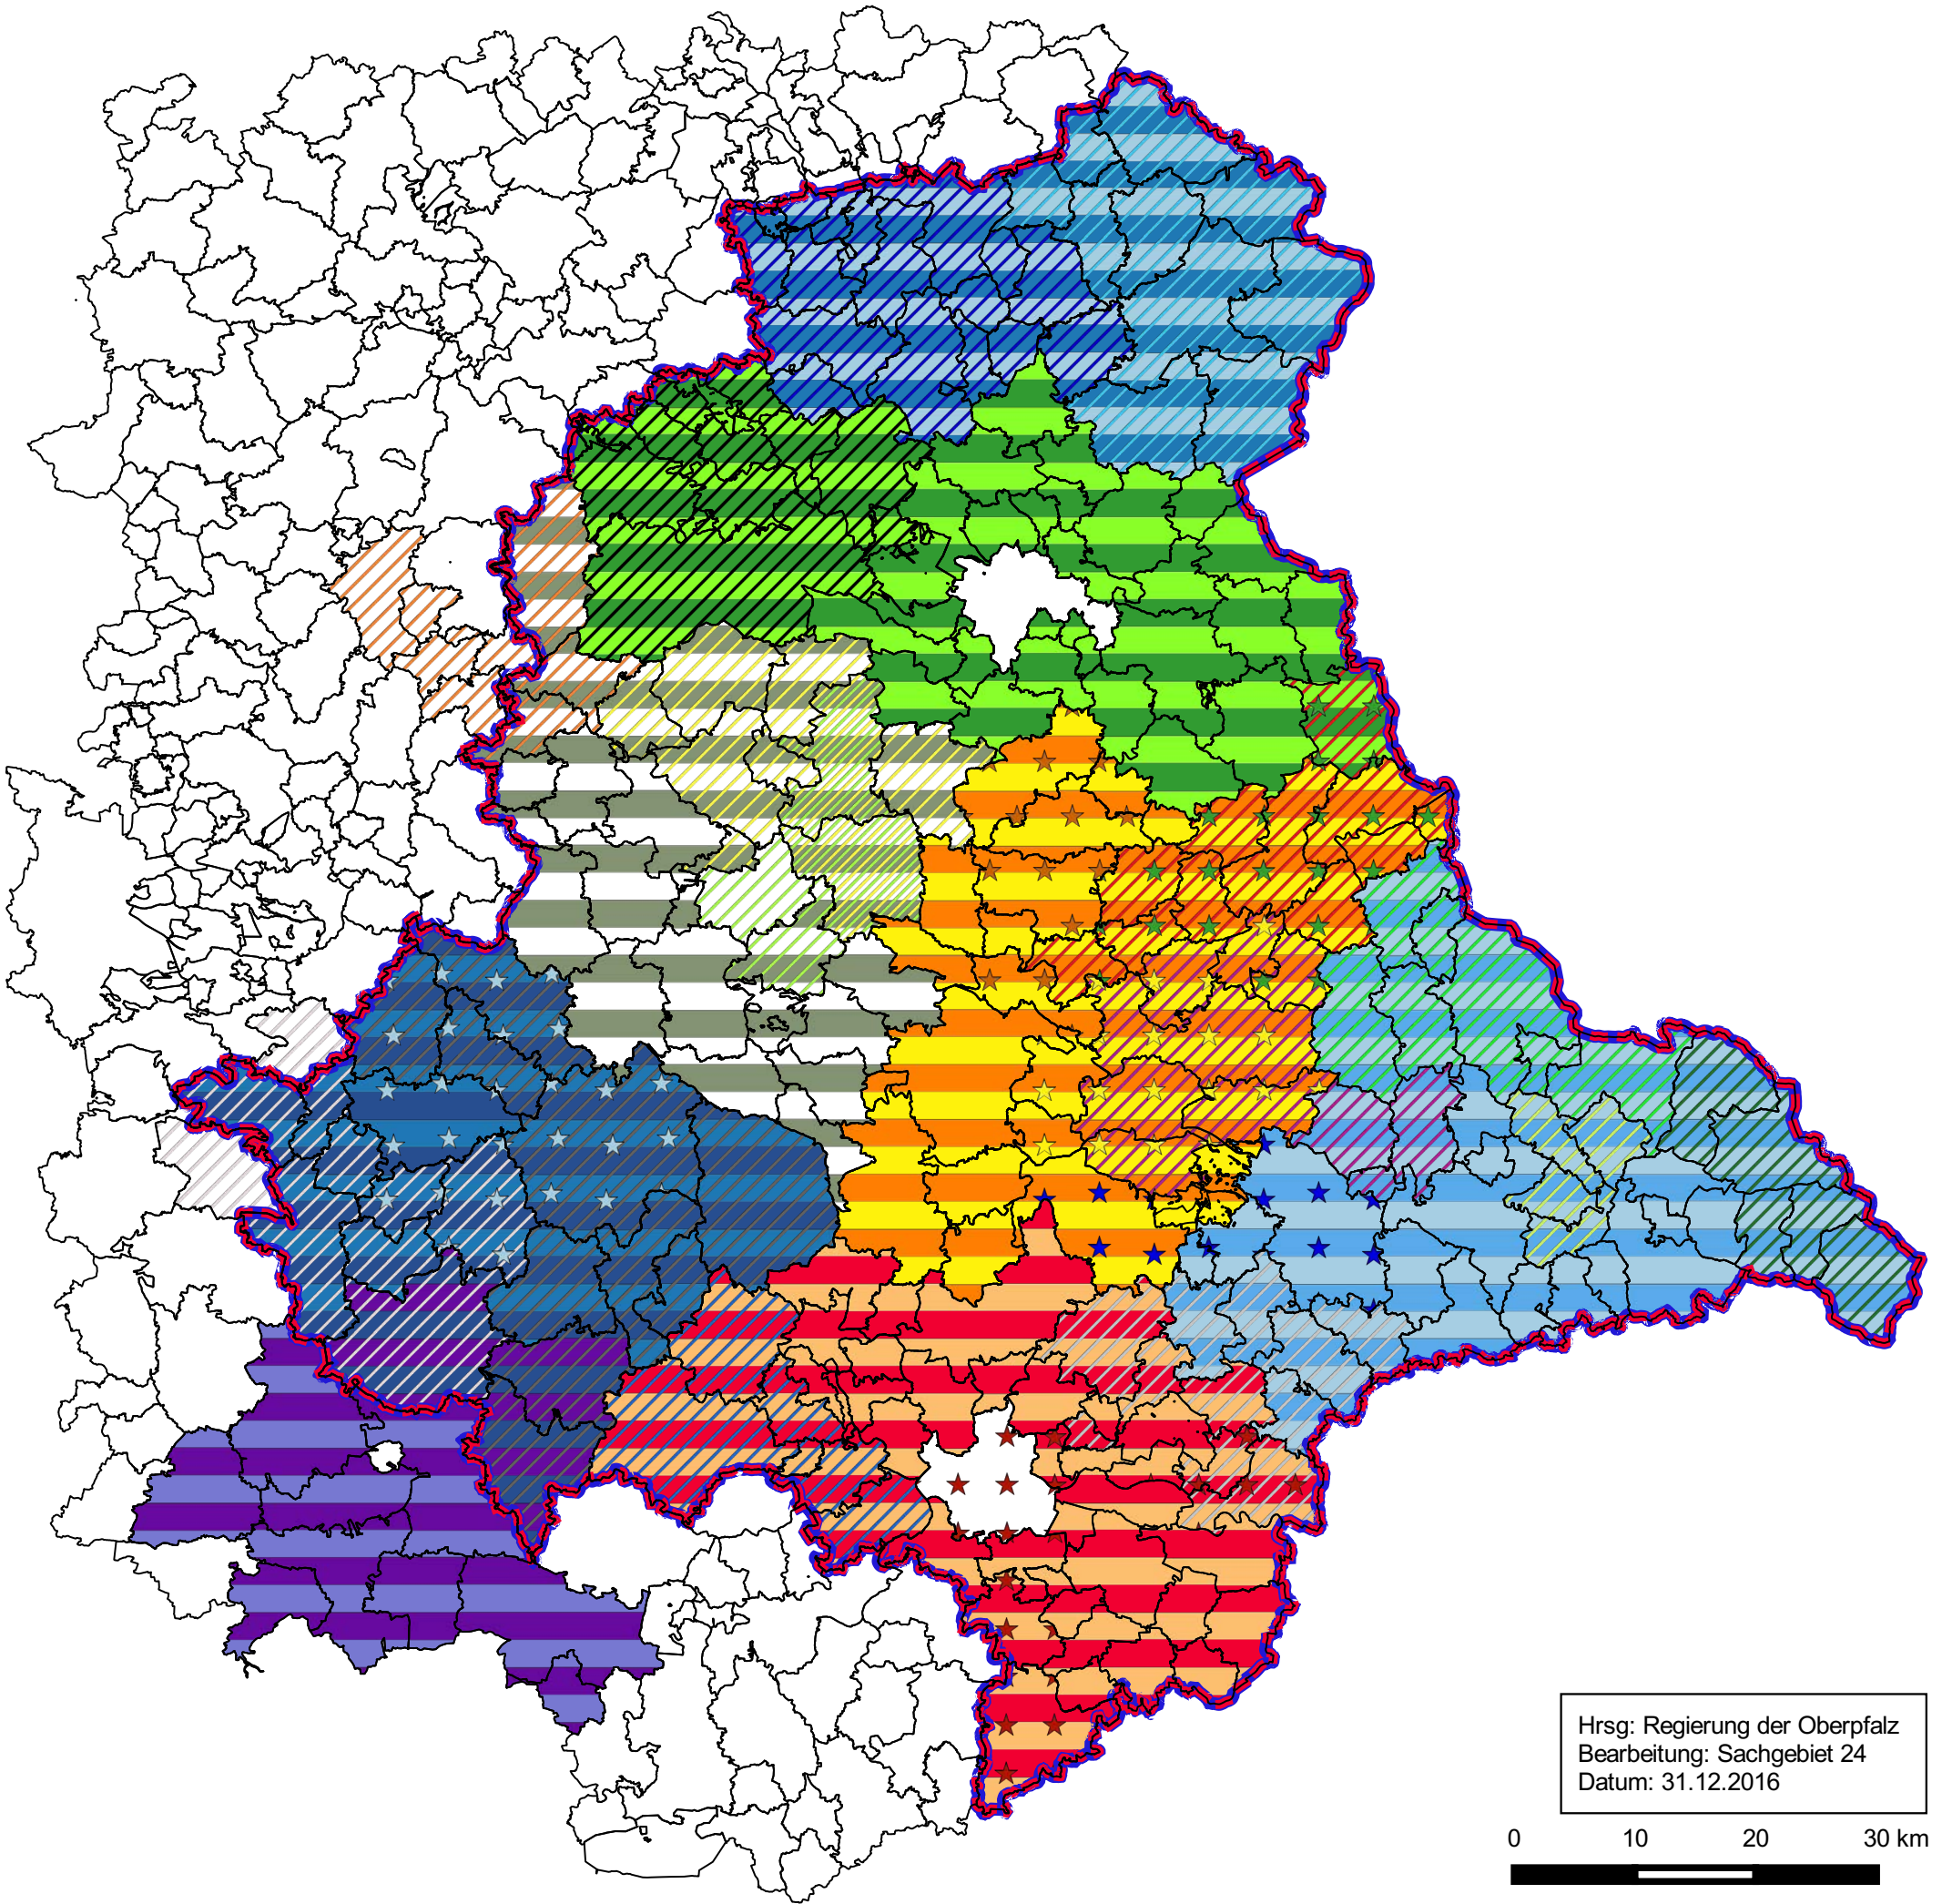 Hrsg: Regierung der Oberpfalz
Bearbeitung: Sachgebiet 24
Datum: 31.12.2016
0 10 20 30 km